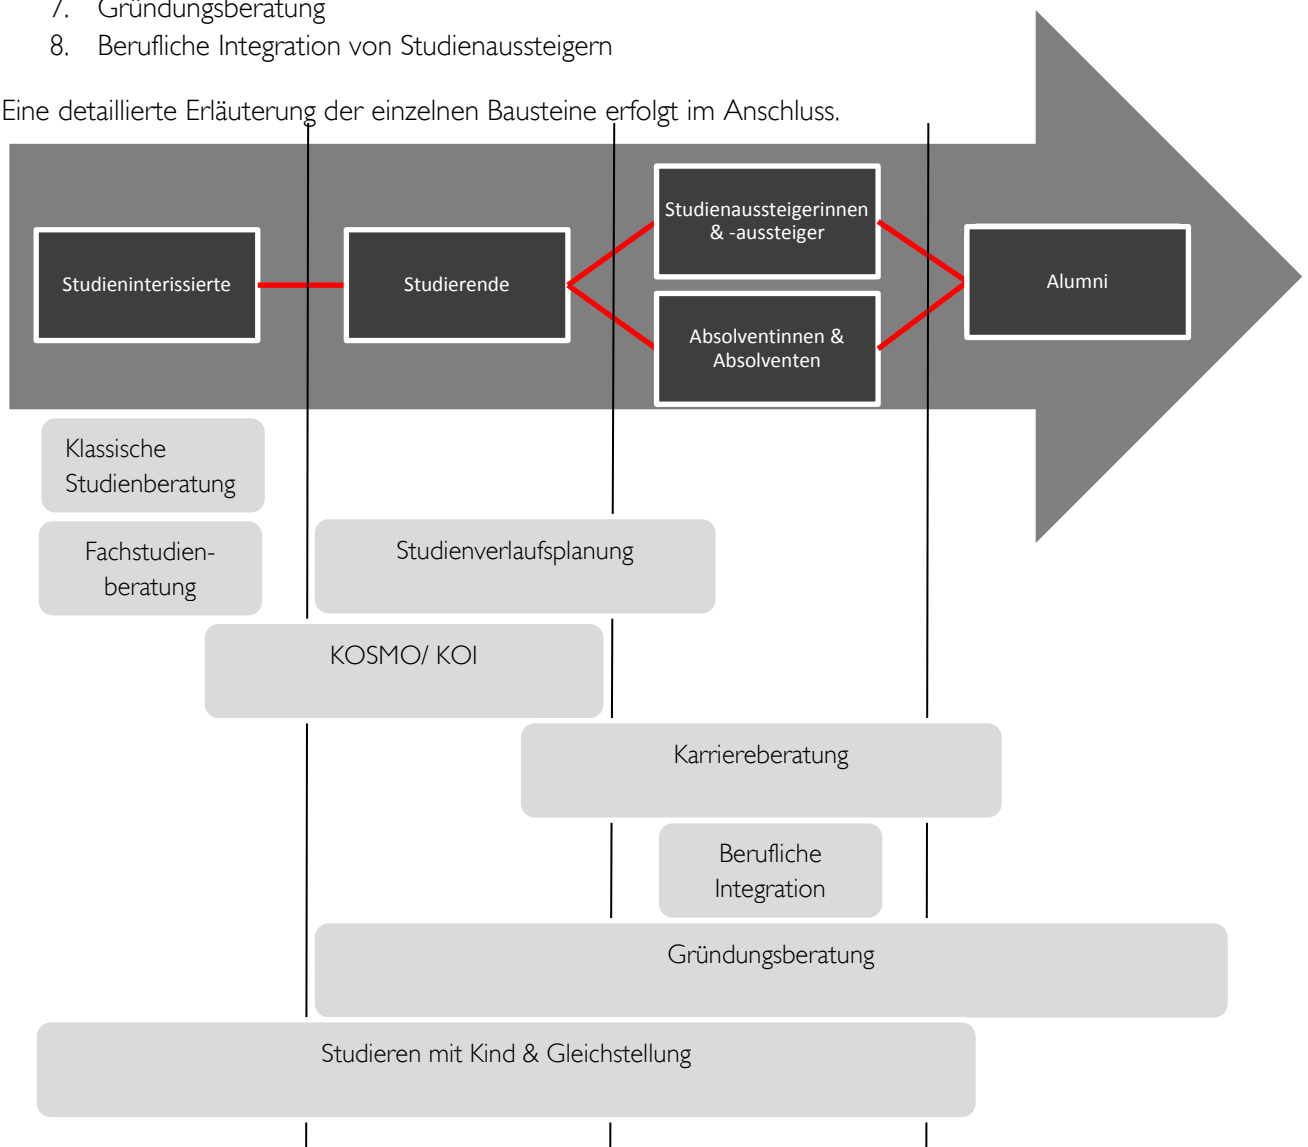 7. Gründungsberatung
8. Berufliche Integration von Studienaussteigern
Eine detaillierte Erläuterung der einzelnen Bausteine erfolgt im Anschluss.
Studieninterissierte
Studierende
Studienaussteigerinnen
& -aussteiger
Absolventinnen &
Absolventen
Alumni
Klassische
Studienberatung
Fachstudien-
beratung
Studienverlaufsplanung
KOSMO/ KOI
Karriereberatung
Berufliche
Integration
Gründungsberatung
Studieren mit Kind & Gleichstellung